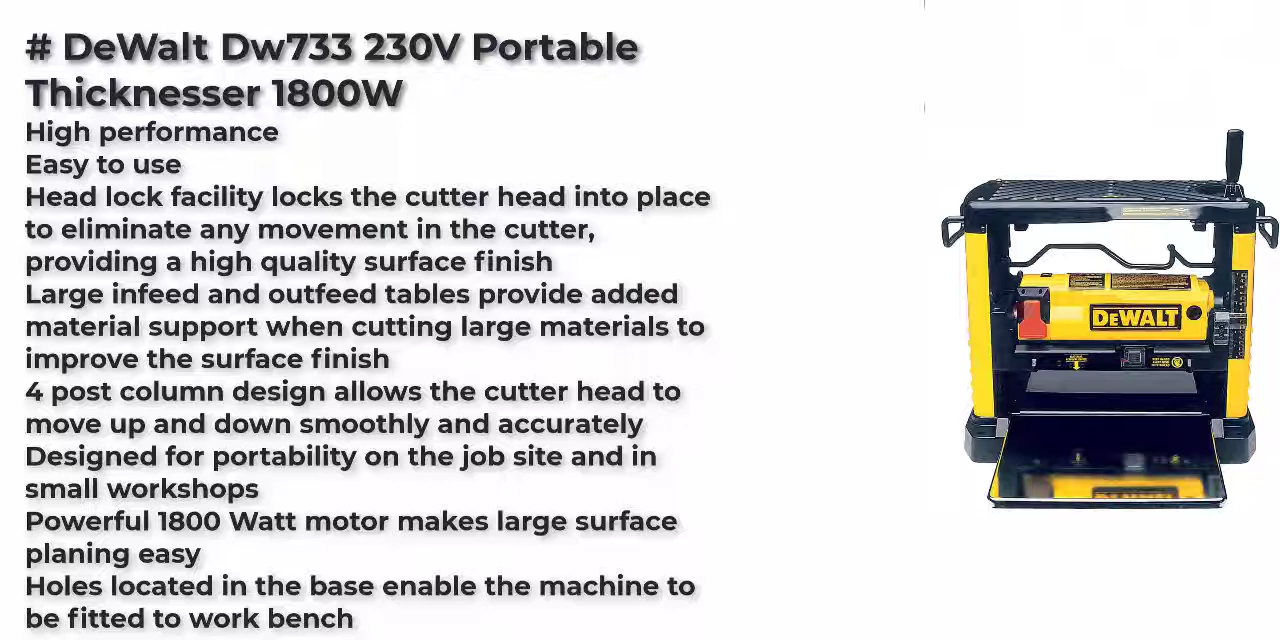 # DeWalt Dw733 230V Portable
Thicknesser 1800W
High performance
Easy to use
Head lock facility locks the cutter head into place
to eliminate any movement in the cutter,
providing a high quality surface finish
Large infeed and outfeed tables provide added
material support when cutting large materials to
improve the surface finish
4 post column design allows the cutter head to
move up and down smoothly and accurately
Designed for portability on the job site and in
small workshops
Powerful 1800 Watt motor makes large surface
planing easy
Holes located in the base enable the machine to
be fitted to work bench
DEWALT